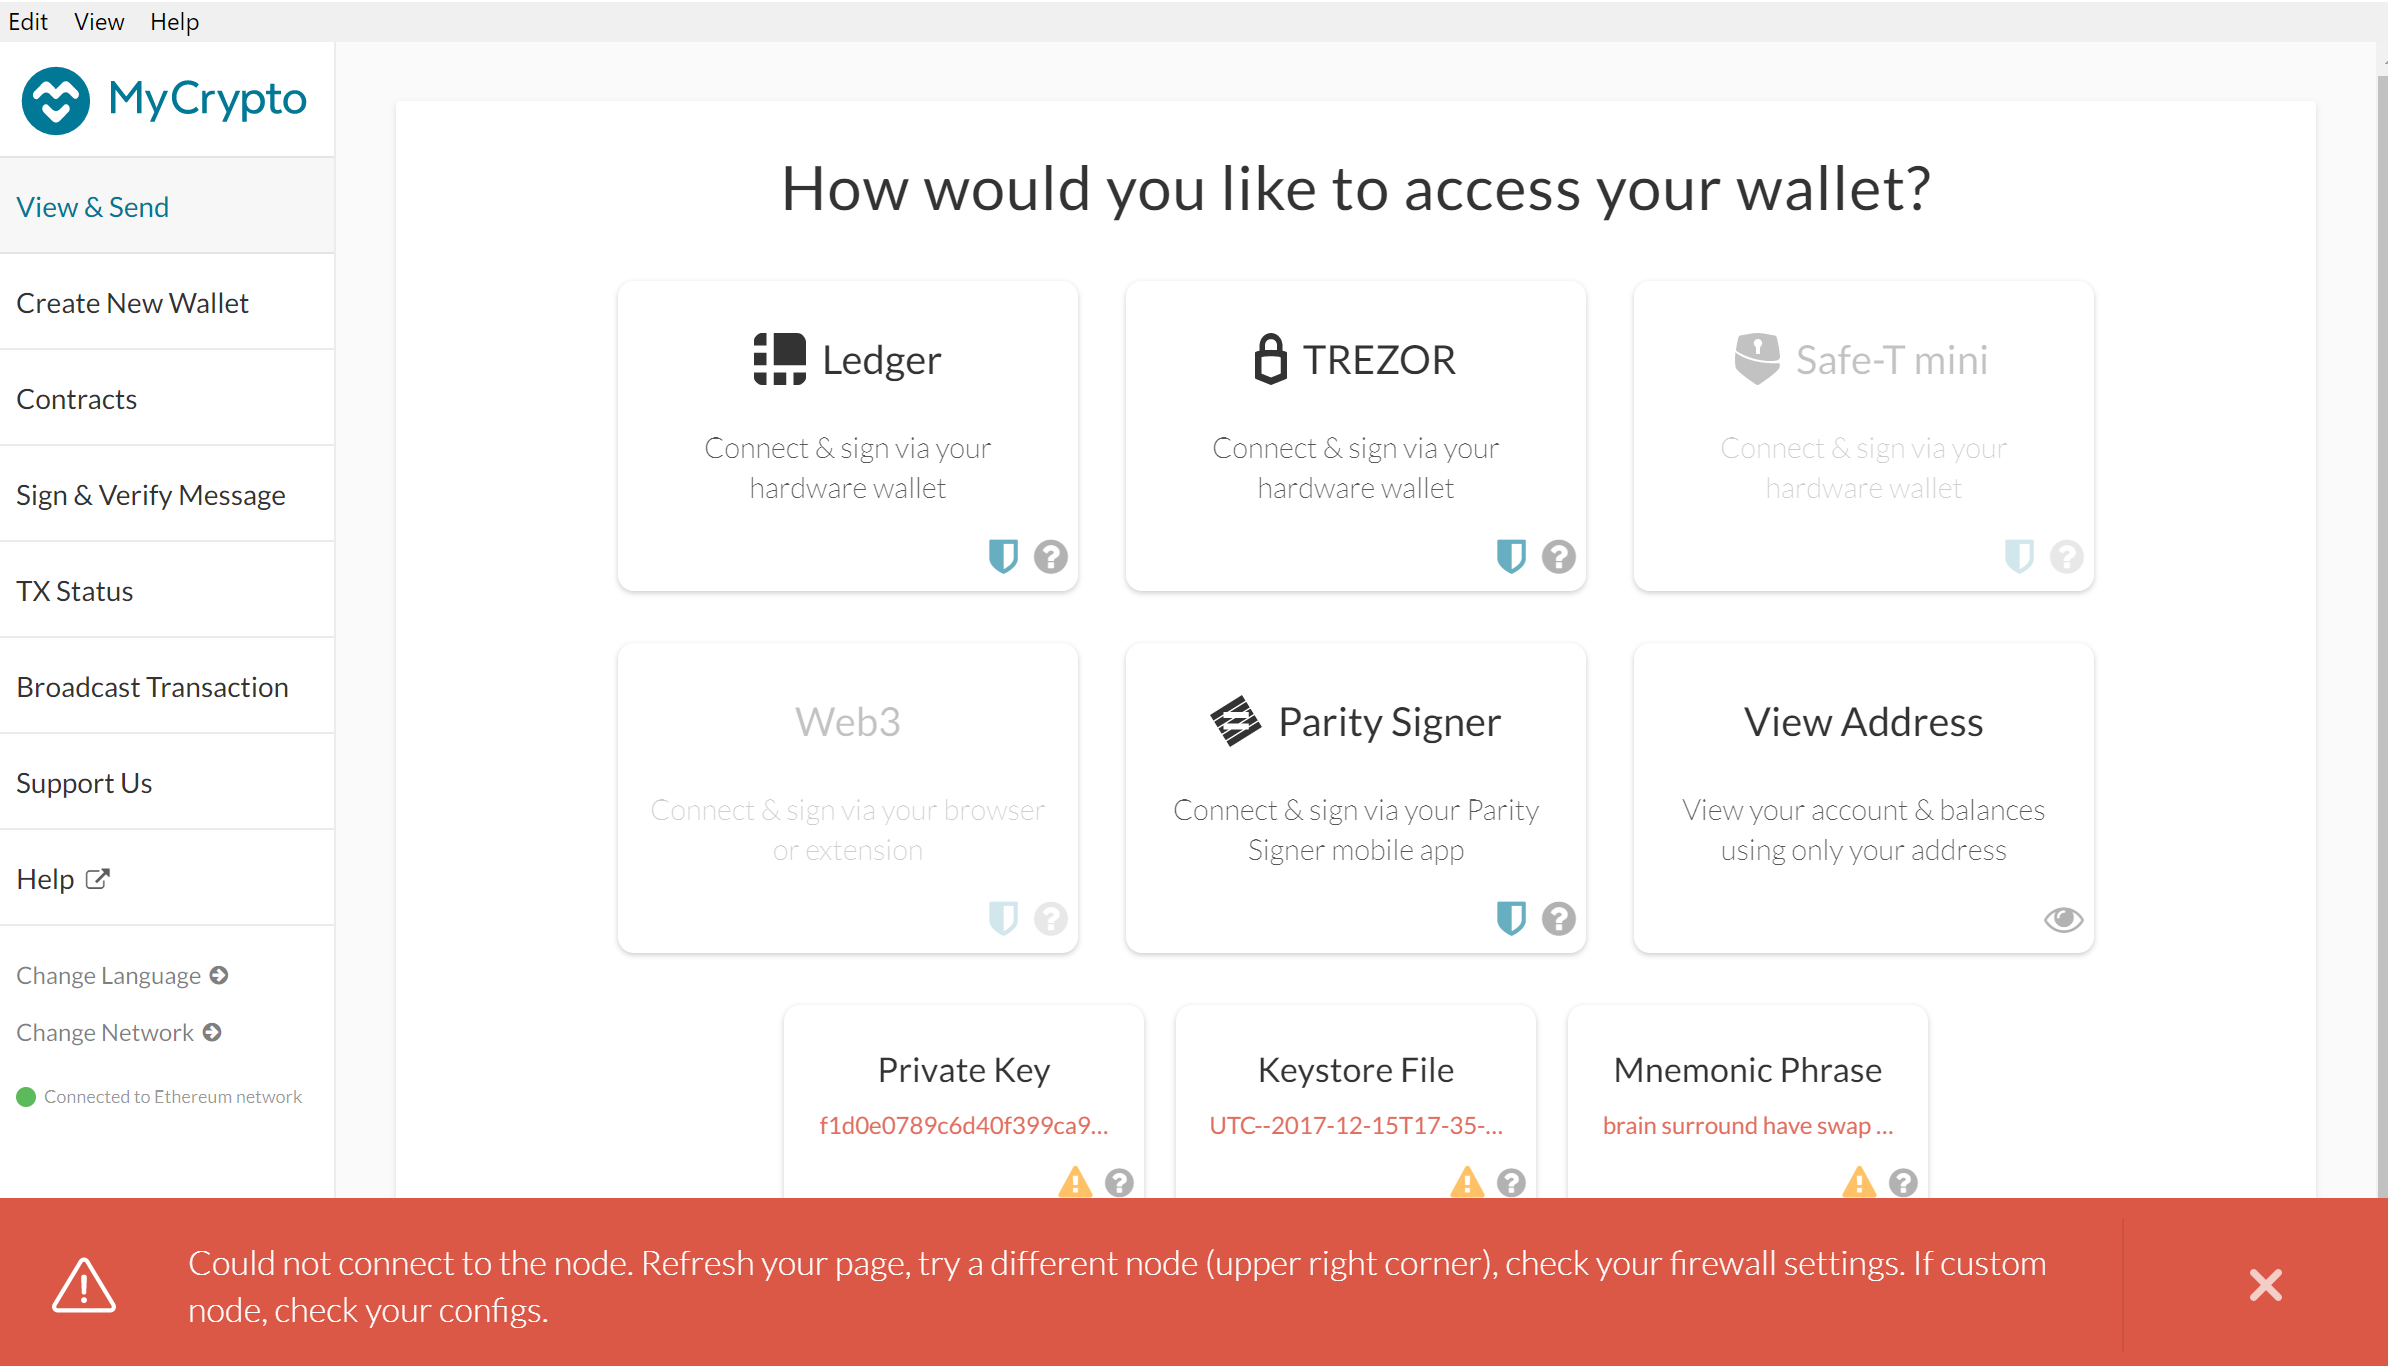 Edit View Help
MyCrypto
View & Send
Create New Wallet
Contracts
Sign & Verify Message
TX Status
Broadcast Transaction
Support Us
Help
Change Language
Change Network
Connected to Ethereum network
How would you like to access your wallet?
Ledger
Connect & sign via your
hardware wallet
TREZOR
Connect & sign via your
hardware wallet
Safe-T mini
Connect & sign via your
hardware wallet
Web3
Connect & sign via your browser
or extension
Parity Signer
Connect & sign via your Parity
Signer mobile app
View Address
View your account & balances
using only your address
Private Key
f1d0e0789c6d40f399ca9...
Keystore File
UTC--2017-12-15T17-35-...
Mnemonic Phrase
brain surround have swap ...
Could not connect to the node. Refresh your page, try a different node (upper right corner), check your firewall settings. If custom
node, check your configs.